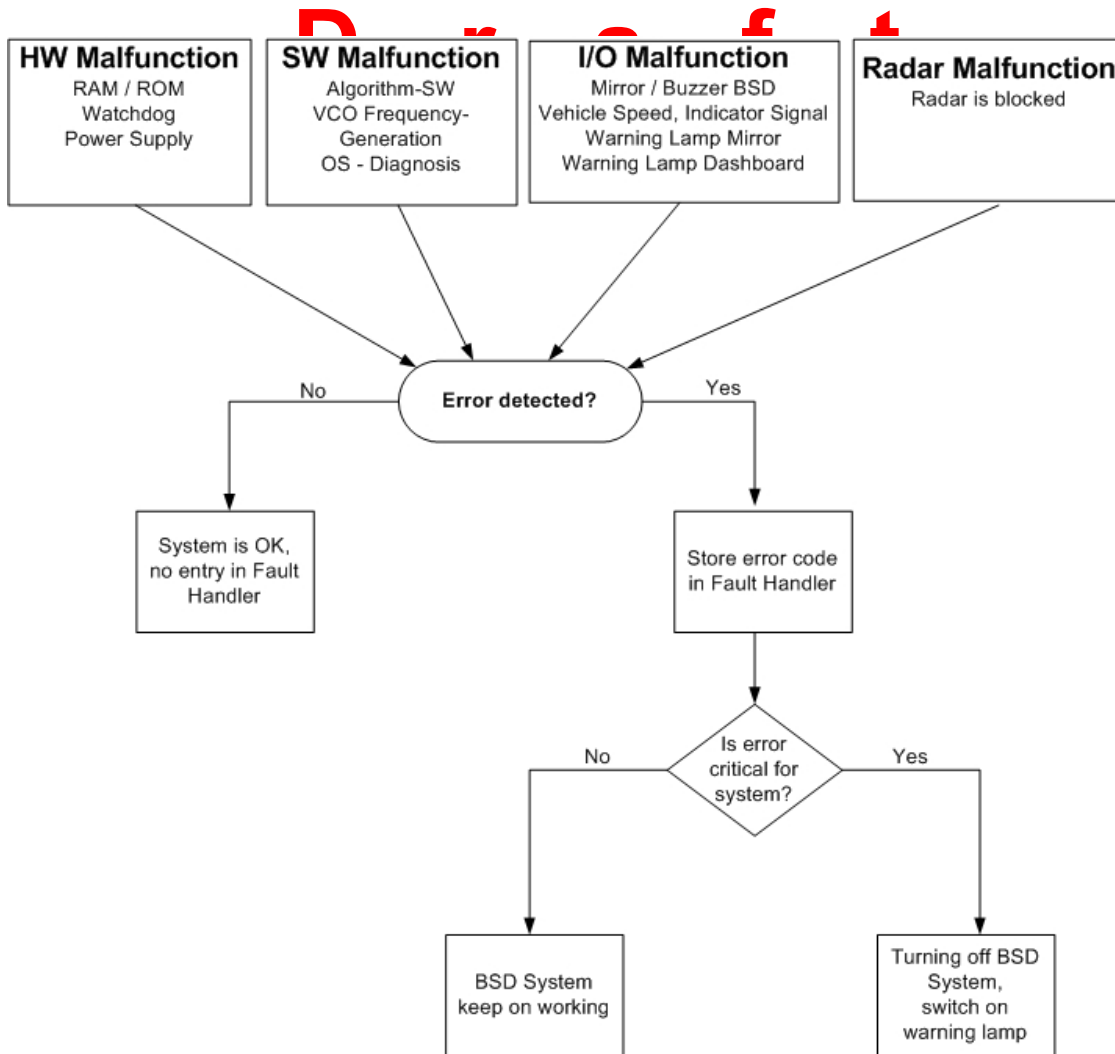 HW Malfunction
RAM / ROM
Watchdog
Power Supply
SW Malfunction
Algorithm-SW
VCO Frequency-
Generation
OS - Diagnosis
I/O Malfunction
Mirror / Buzzer BSD
Vehicle Speed, Indicator Signal
Warning Lamp Mirror
Warning Lamp Dashboard
Radar Malfunction
Radar is blocked
Error detected?
No
Yes
System is OK,
no entry in Fault
Handler
Store error code
in Fault Handler
Is error
critical for
system?
No
Yes
BSD System
keep on working
Turning off BSD
System,
switch on
warning lamp